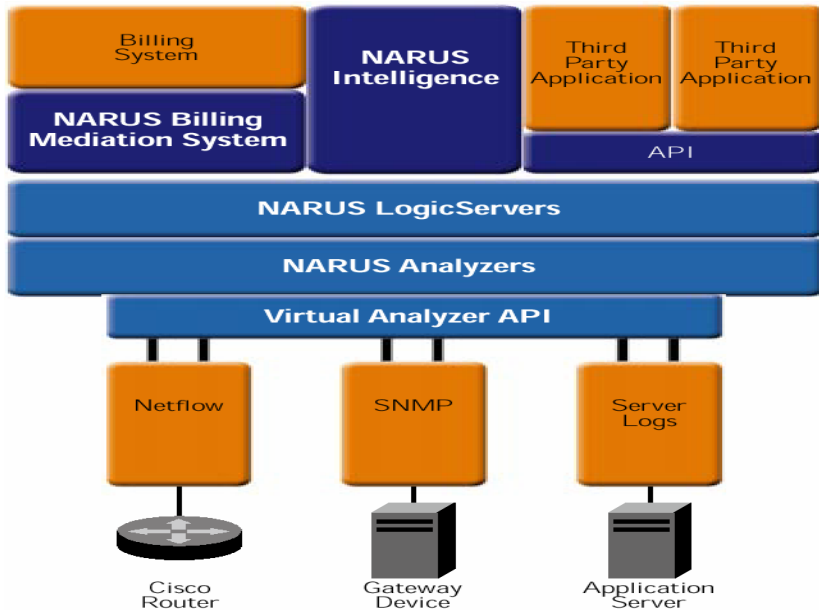 Billing
System
NARUS
Intelligence
Third
Party
Application
Third
Party
Application
NARUS Billing
Mediation System
API
NARUS LogicServers
NARUS Analyzers
Virtual Analyzer API
Netflow
SNMP
Server
Logs
Cisco
Router
Gateway
Device
Application
Server